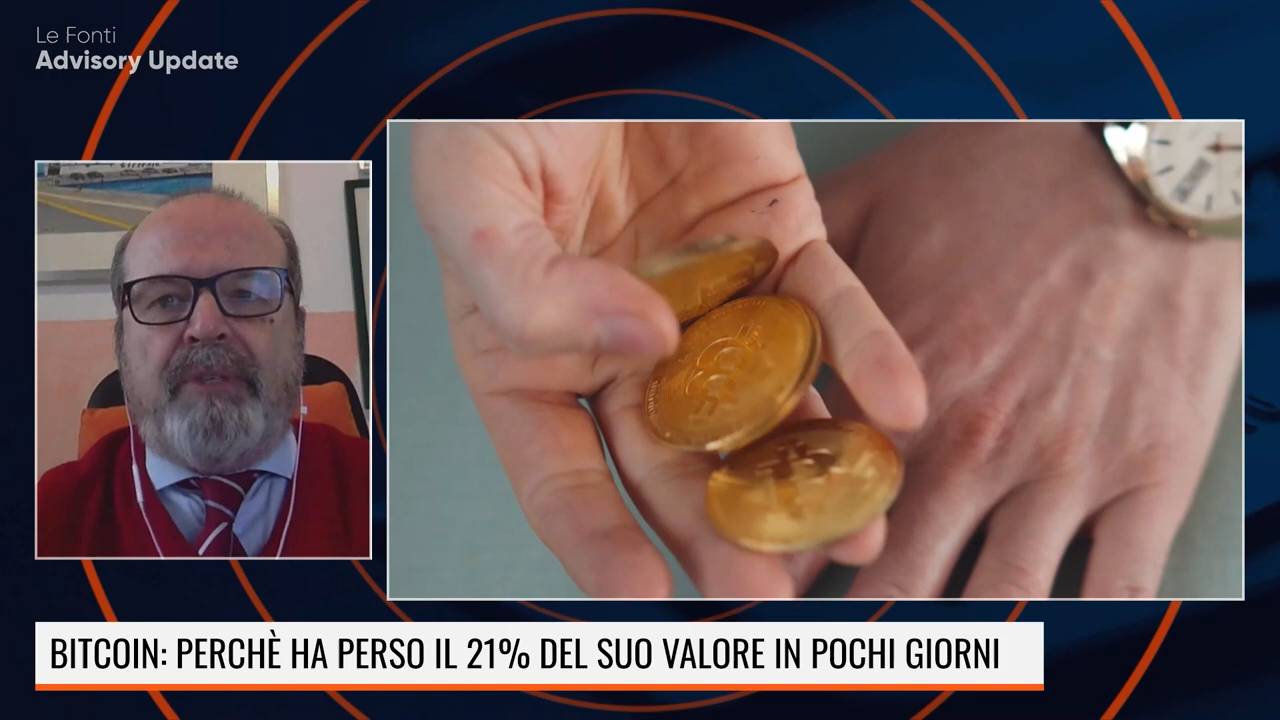 Le Fonti
Advisory Update
BITCOIN: PERCHÈ HA PERSO IL 21% DEL SUO VALORE IN POCHI GIORNI